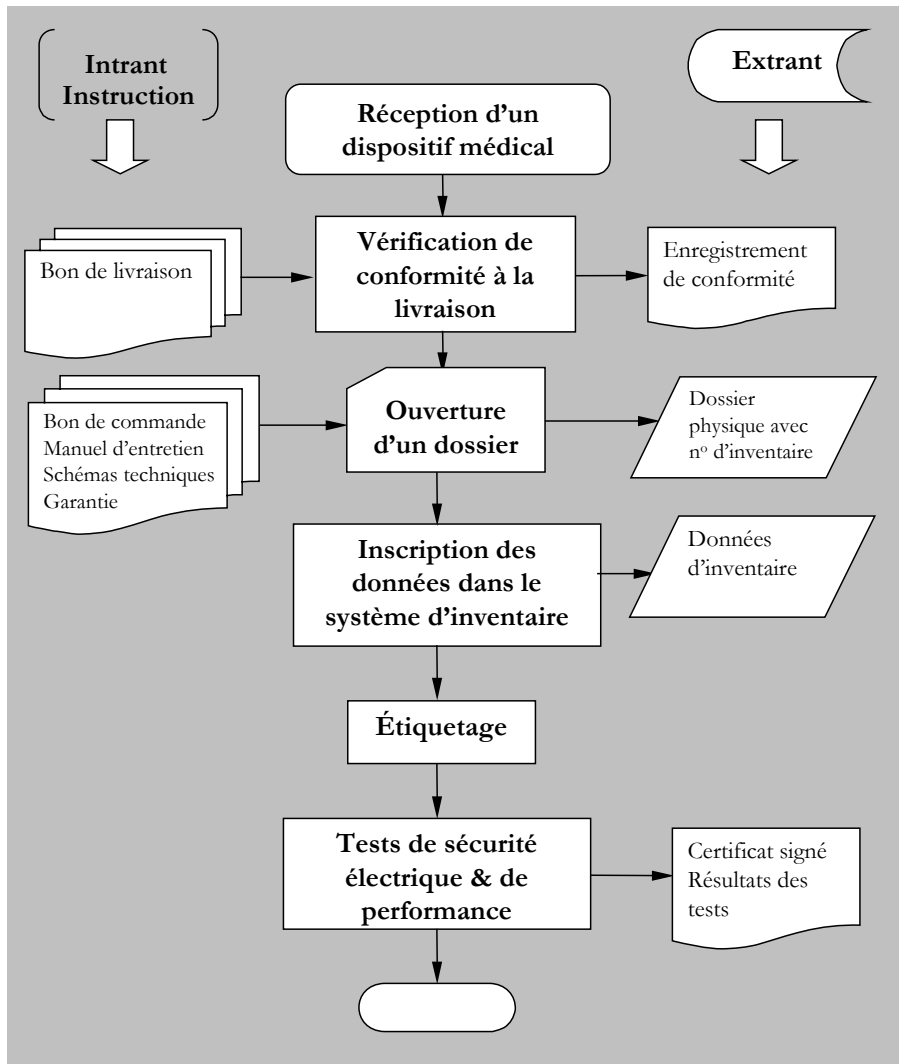 Intrant
Instruction
Extrant
Réception d’un
dispositif médical
Bon de livraison
Vérification de
conformité à la
livraison
Enregistrement
de conformité
Bon de commande
Manuel d’entretien
Schémas techniques
Garantie
Ouverture
d’un dossier
Dossier
physique avec
nº d’inventaire
Inscription des
données dans le
système d’inventaire
Données
d’inventaire
Étiquetage
Tests de sécurité
électrique & de
performance
Certificat signé
Résultats des
tests